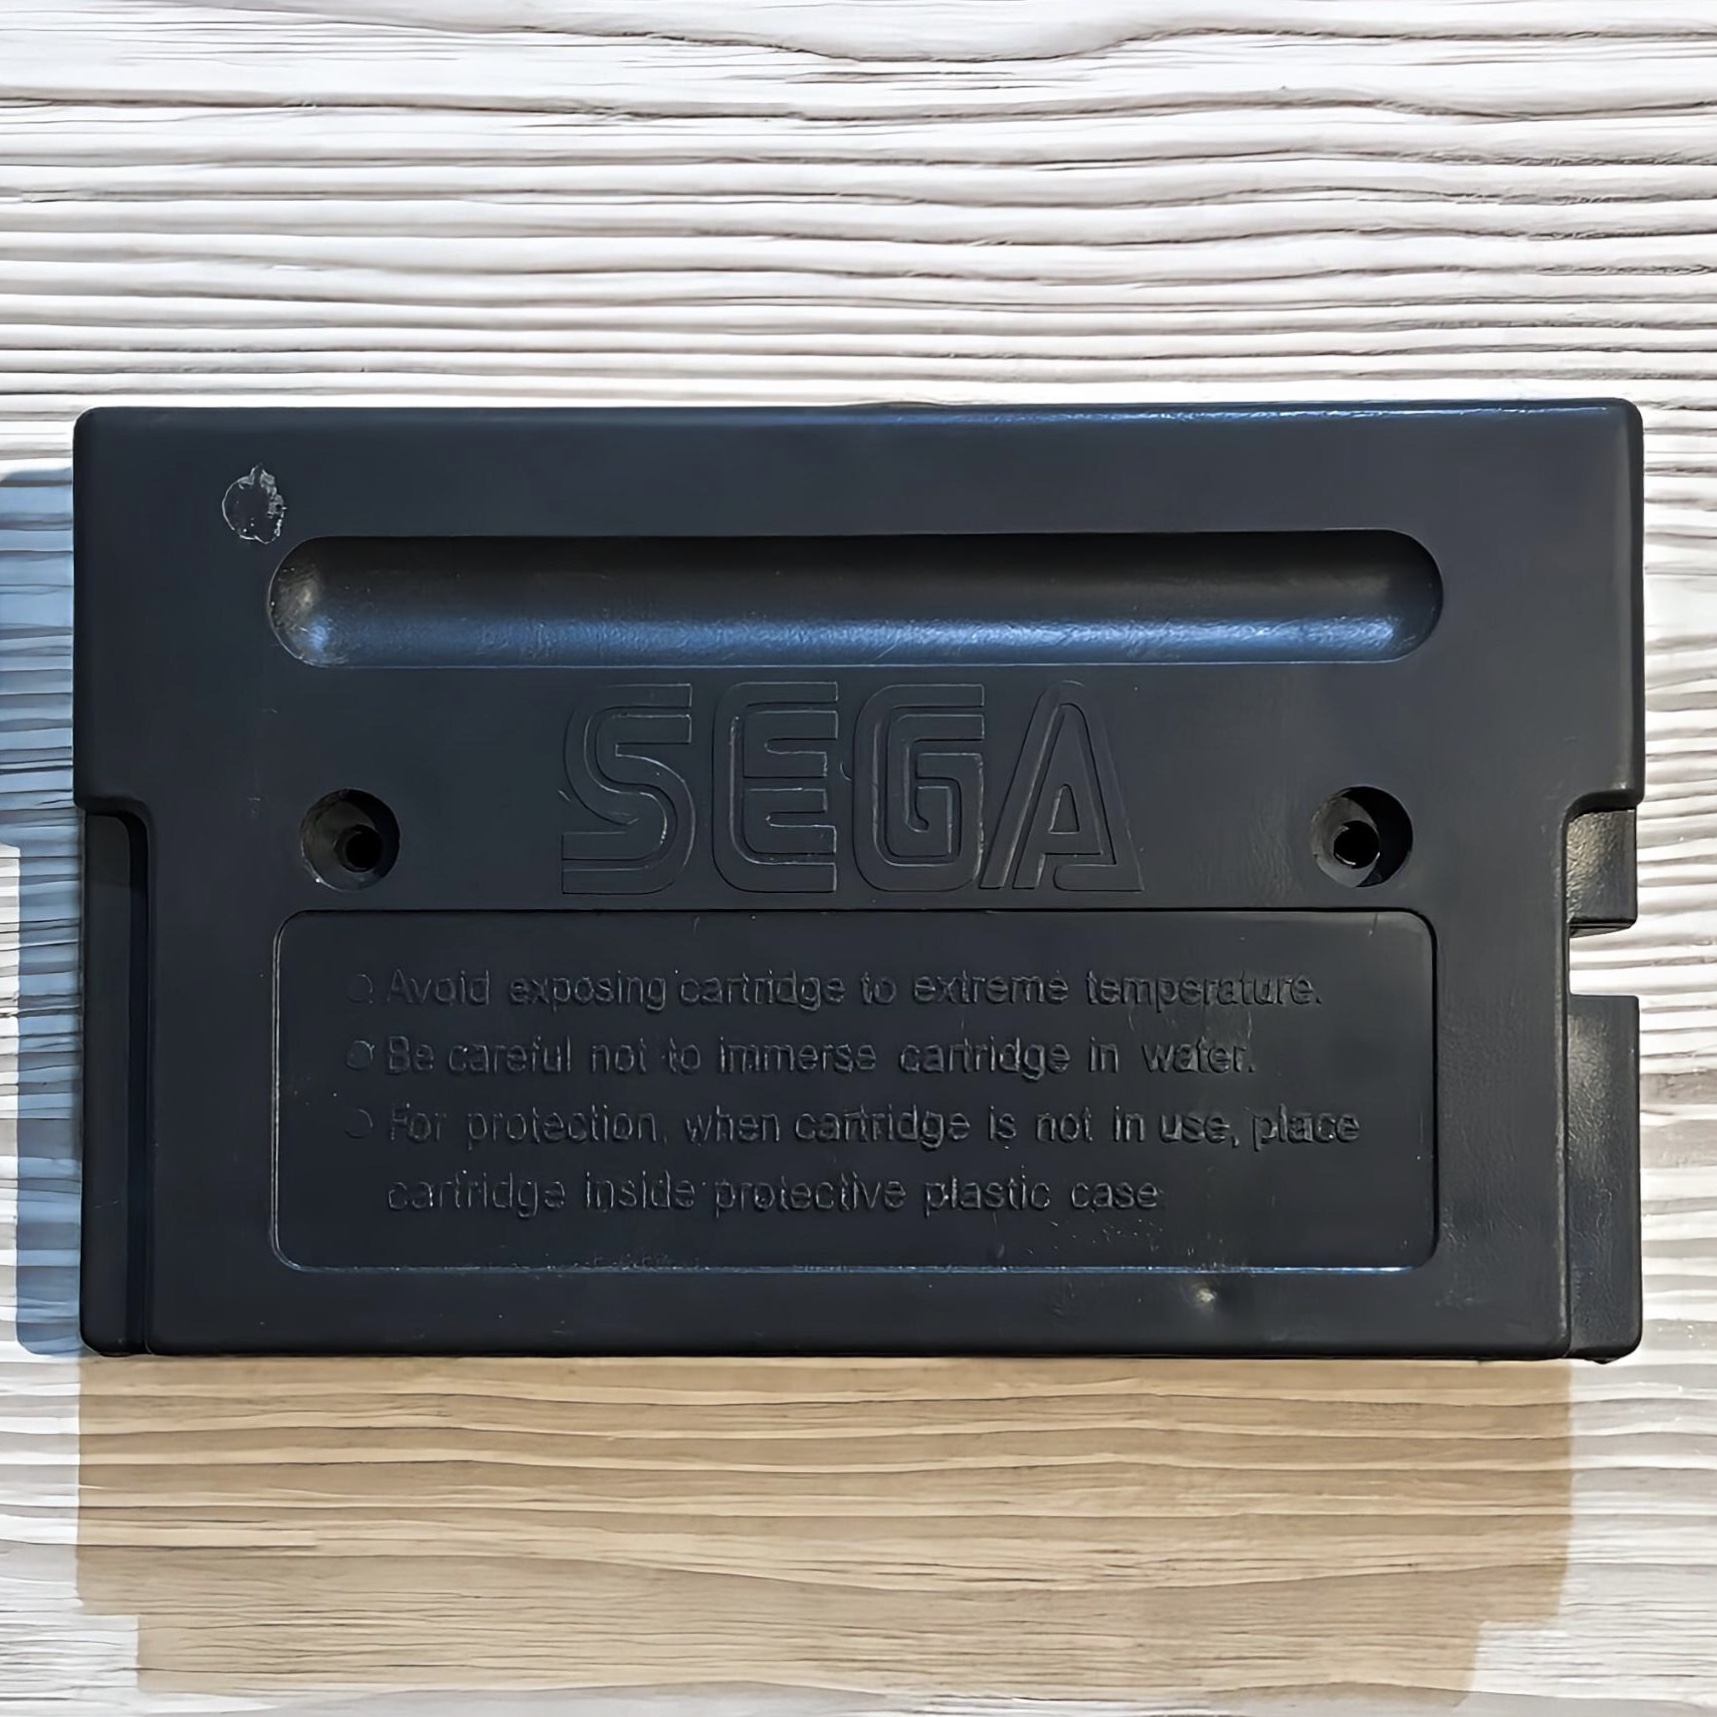 SEGA
Avoid exposing cartridge to extreme temperature.
Be careful not to immerse cartridge in water.
For protection, when cartridge is not in use, place
cartridge inside protective plastic case